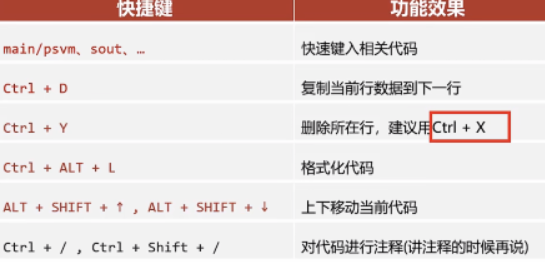 快捷键 功能效果
main/psvm、sout、… 快速键入相关代码
Ctrl + D 复制当前行数据到下一行
Ctrl + Y 删除所在行，建议用Ctrl + X
Ctrl + ALT + L 格式化代码
ALT + SHIFT + ↑ , ALT + SHIFT + ↓ 上下移动当前代码
Ctrl + / , Ctrl + Shift + / 对代码进行注释(讲注释的时候再说)